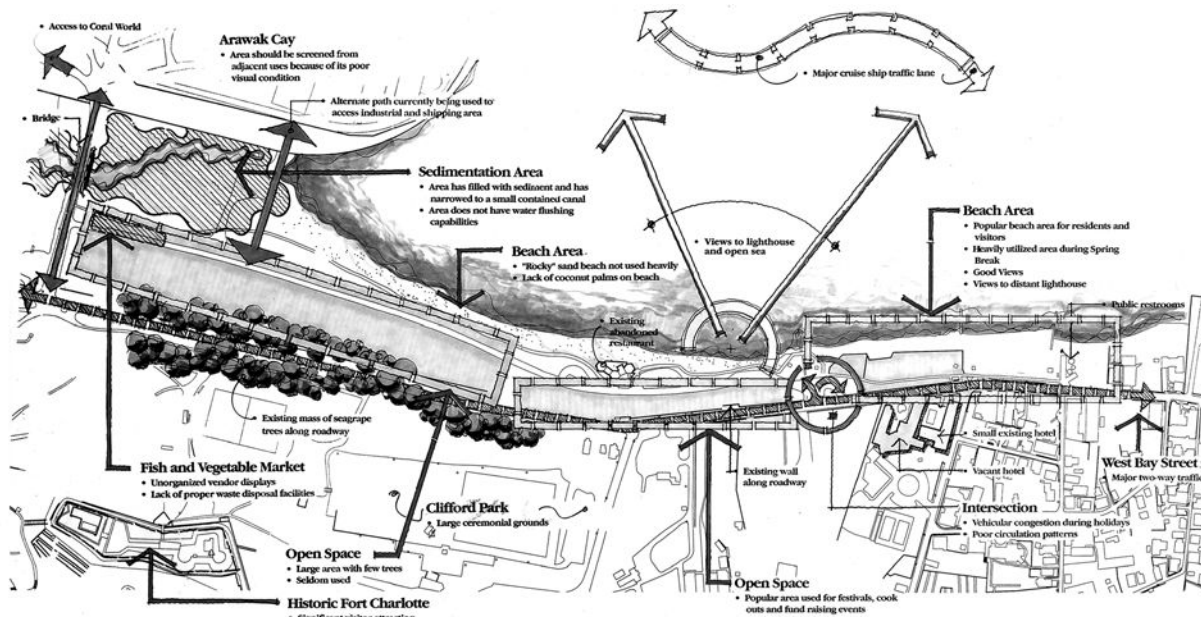 • Access to Coral World
Arawak Cay
• Area should be screened from
adjacent uses because of its poor
visual condition
• Major cruise ship traffic lane
• Alternate path currently being used to
access industrial and shipping area
• Bridge
Sedimentation Area
• Area has filled with sediment and has
narrowed to a small contained canal
• Area does not have water flushing
capabilities
Beach Area
• "Rocky" sand beach not used heavily
• Lack of coconut palms on beach
• Views to lighthouse
and open sea
Beach Area
• Popular beach area for residents and
visitors
• Heavily utilized area during Spring
Break
• Good Views
• Views to distant lighthouse
• Public restrooms
• Existing
abandoned
restaurant
• Existing mass of seagrape
trees along roadway
Fish and Vegetable Market
• Unorganized vendor displays
• Lack of proper waste disposal facilities
Clifford Park
• Large ceremonial grounds
Open Space
• Large area with few trees
• Seldom used
Historic Fort Charlotte
• Significant visitor attraction
• Existing wall
along roadway
Open Space
• Popular area used for festivals, cook
outs and fund raising events
• Small existing hotel
• Vacant hotel
Intersection
• Vehicular congestion during holidays
• Poor circulation patterns
West Bay Street
• Major two-way traffic